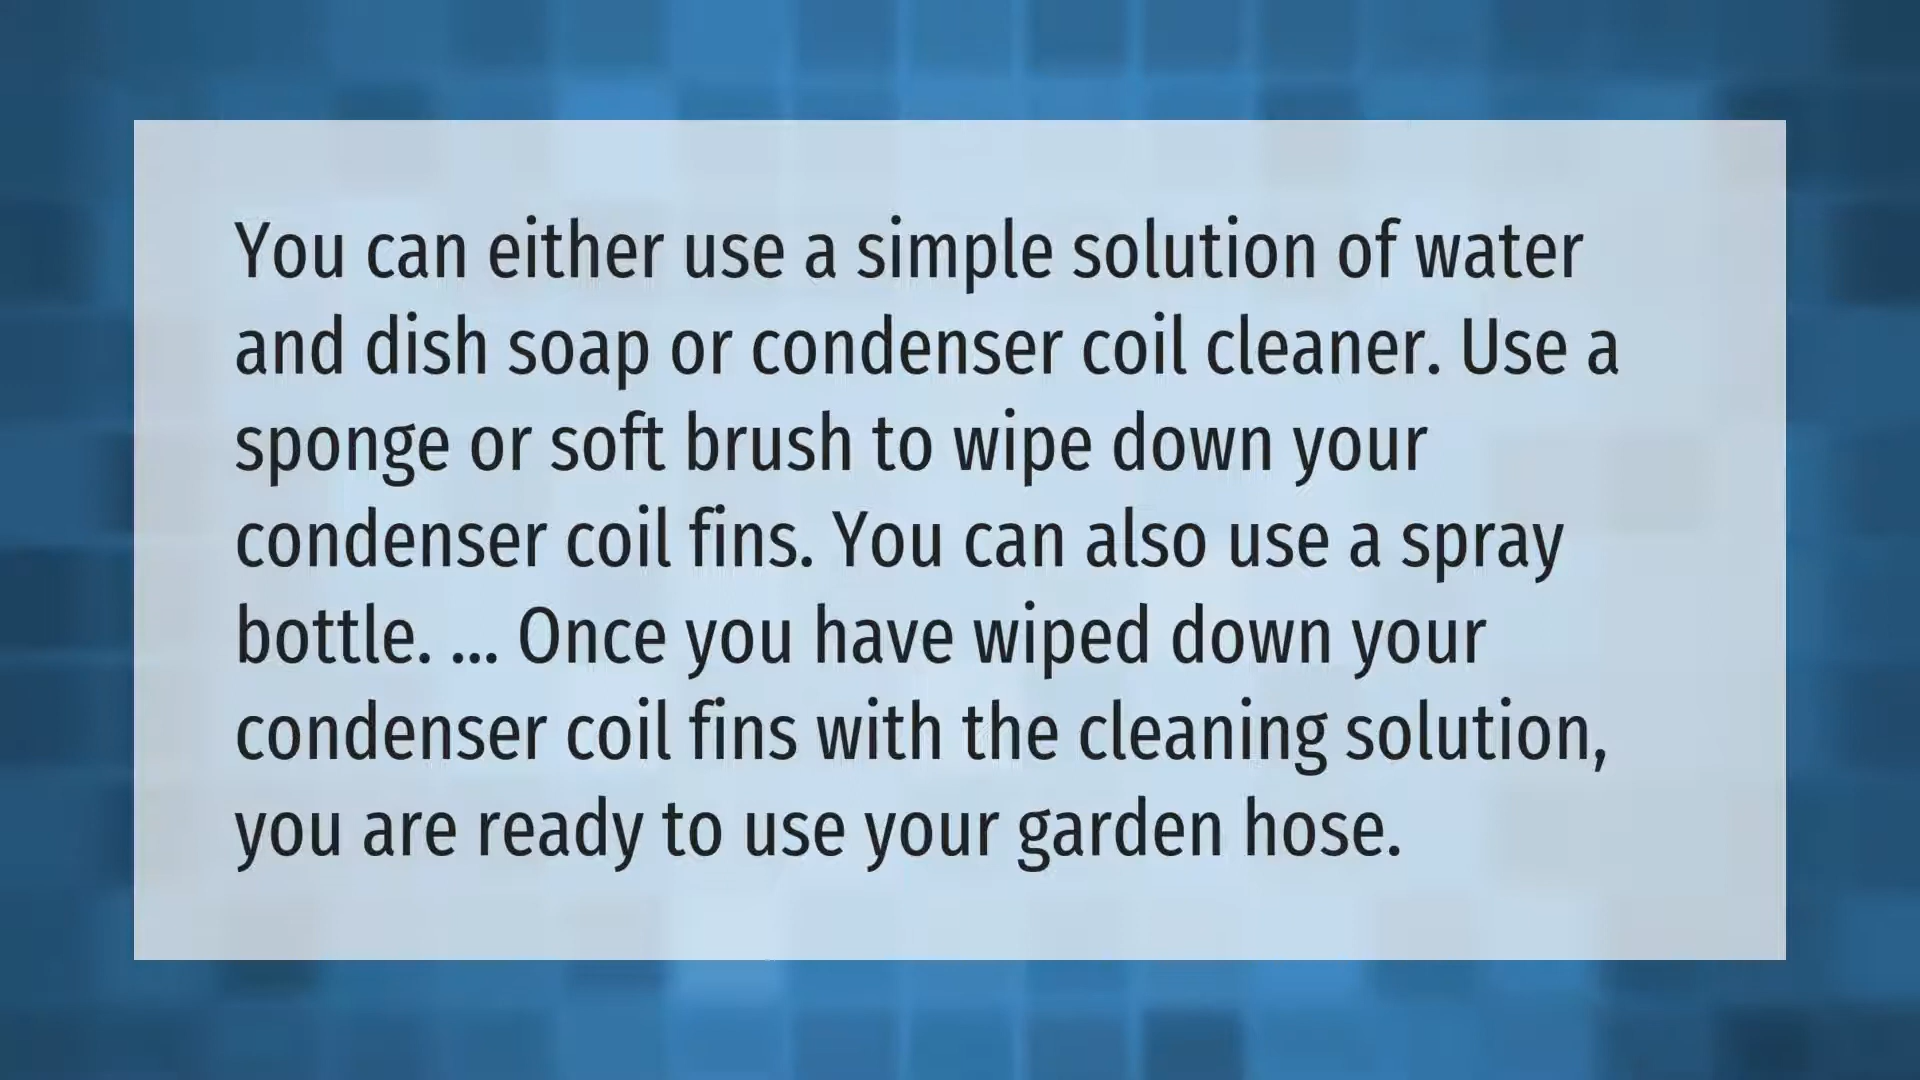 You can either use a simple solution of water
and dish soap or condenser coil cleaner. Use a
sponge or soft brush to wipe down your
condenser coil fins. You can also use a spray
bottle. ... Once you have wiped down your
condenser coil fins with the cleaning solution,
you are ready to use your garden hose.